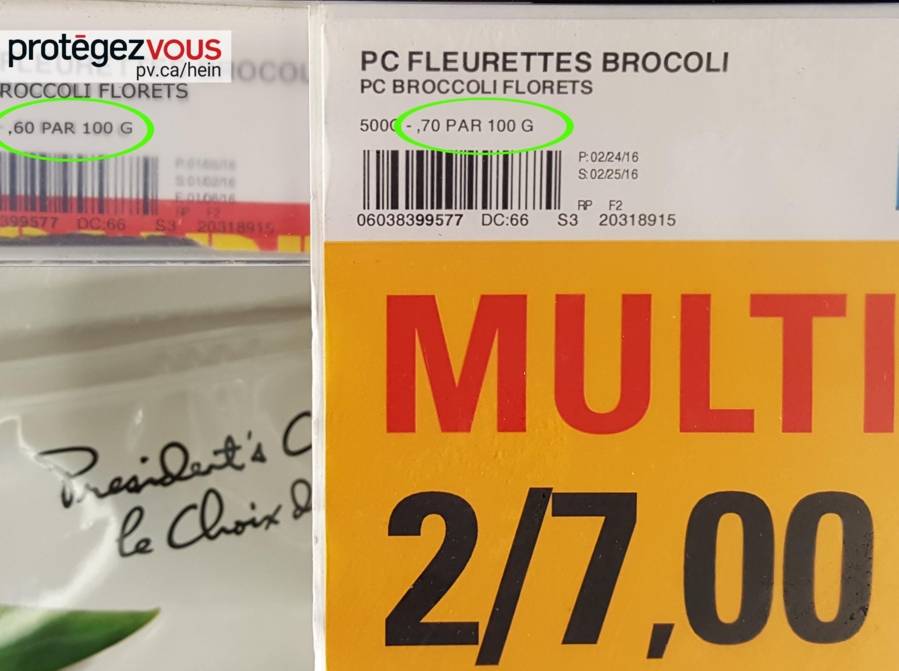 protégezvous
pv.ca/hein
ROCCOLI FLORETS
,60 PAR 100 G
399577 DC:66 S3 20318915
PC FLEURETTES BROCOLI
PC BROCCOLI FLORETS
500G - ,70 PAR 100 G
P:02/24/16
S:02/25/16
RP F2
06038399577 DC:66 S3 20318915
MULTI
2/7,00
President's C
le Choix d